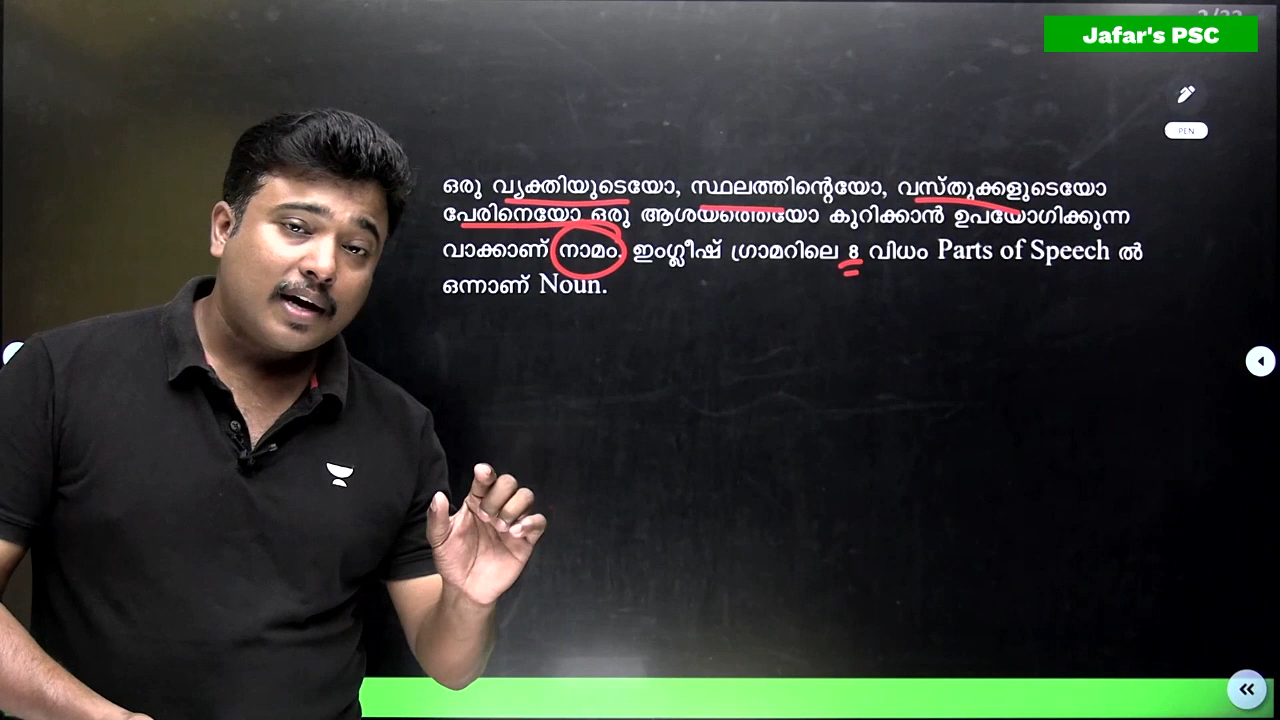 Jafar's PSC
PEN
ഒരു വ്യക്തിയുടെയോ, സ്ഥലത്തിന്റെയോ, വസ്തുക്കളുടെയോ
പേരിനെയോ ഒരു ആശയത്തെയോ കുറിക്കാൻ ഉപയോഗിക്കുന്ന
വാക്കാണ് നാമം. ഇംഗ്ലീഷ് ഗ്രാമറിലെ 8 വിധം Parts of Speech ൽ
ഒന്നാണ് Noun.